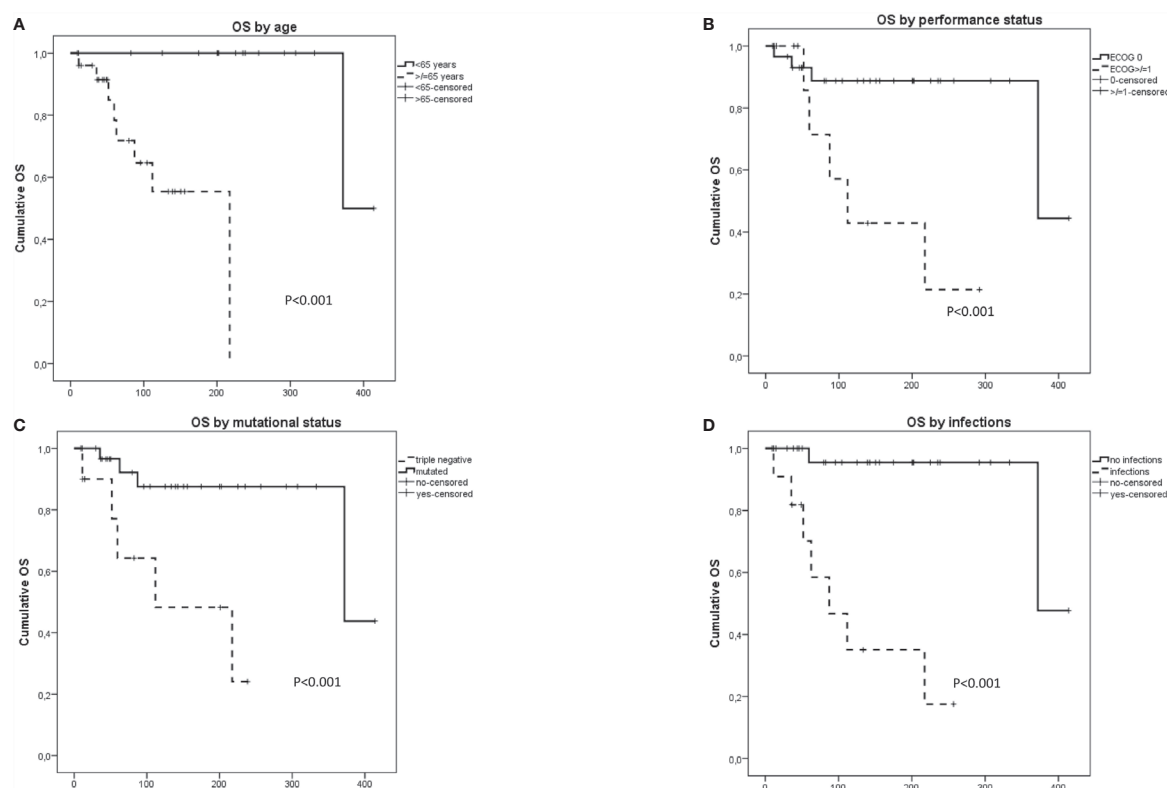 A
OS by age
1,0
0,8
0,6
0,4
0,2
0,0
Cumulative OS
<65 years
>/=65 years
<65-censored
>65-censored
P<0.001
0 100 200 300 400
B
OS by performance status
1,0
0,8
0,6
0,4
0,2
0,0
Cumulative OS
ECOG 0
ECOG>/=1
0-censored
>/=1-censored
P<0.001
0 100 200 300 400
C
OS by mutational status
1,0
0,8
0,6
0,4
0,2
0,0
Cumulative OS
triple negative
mutated
no-censored
yes-censored
P<0.001
0 100 200 300 400
D
OS by infections
1,0
0,8
0,6
0,4
0,2
0,0
Cumulative OS
no infections
infections
no-censored
yes-censored
P<0.001
0 100 200 300 400